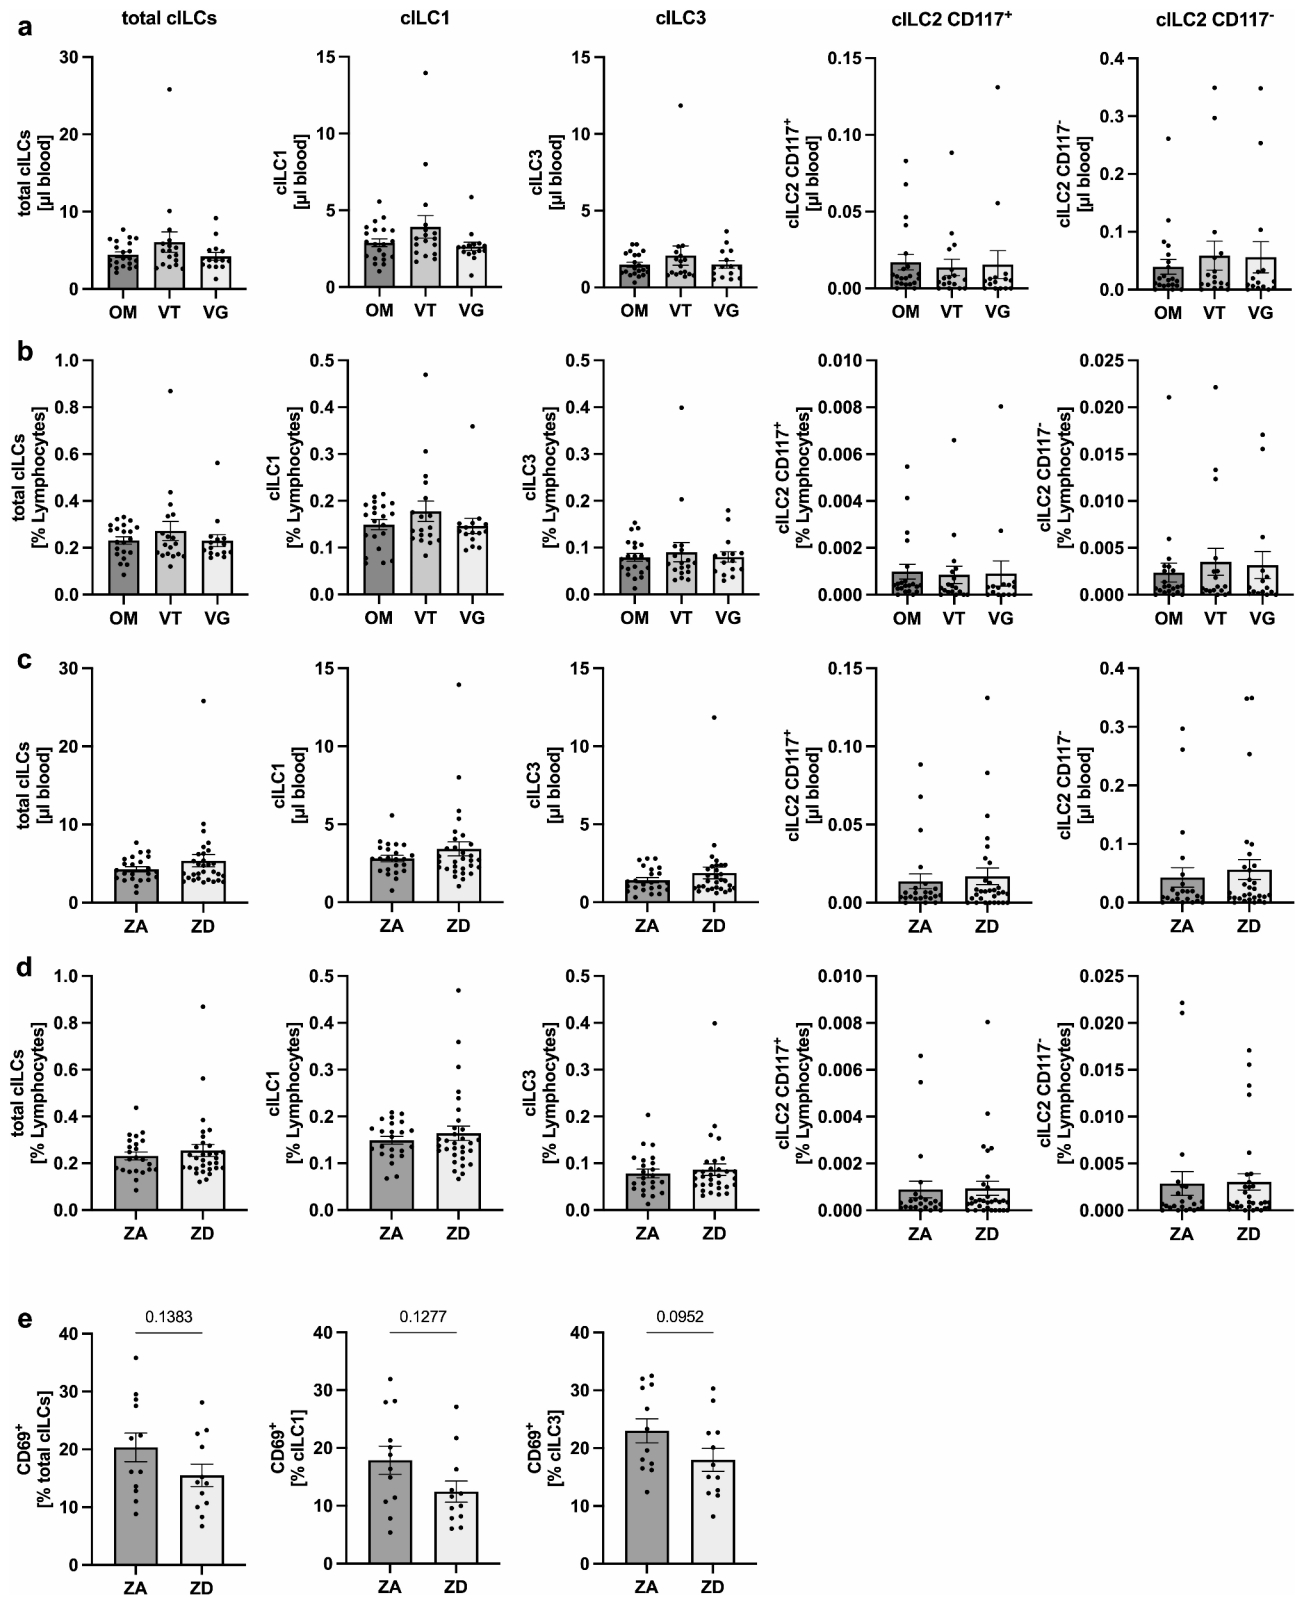 a
total cILCs
cILC1
cILC3
cILC2 CD117+
cILC2 CD117-
total cILCs
[µl blood]
30
20
10
0
OM VT VG
cILC1
[µl blood]
15
10
5
0
OM VT VG
cILC3
[µl blood]
15
10
5
0
OM VT VG
cILC2 CD117+
[µl blood]
0.15
0.10
0.05
0.00
OM VT VG
cILC2 CD117-
[µl blood]
0.4
0.3
0.2
0.1
0.0
OM VT VG
b
total cILCs
[% Lymphocytes]
1.0
0.8
0.6
0.4
0.2
0.0
OM VT VG
cILC1
[% Lymphocytes]
0.5
0.4
0.3
0.2
0.1
0.0
OM VT VG
cILC3
[% Lymphocytes]
0.5
0.4
0.3
0.2
0.1
0.0
OM VT VG
cILC2 CD117+
[% Lymphocytes]
0.010
0.008
0.006
0.004
0.002
0.000
OM VT VG
cILC2 CD117-
[% Lymphocytes]
0.025
0.020
0.015
0.010
0.005
0.000
OM VT VG
c
total cILCs
[µl blood]
30
20
10
0
ZA ZD
cILC1
[µl blood]
15
10
5
0
ZA ZD
cILC3
[µl blood]
15
10
5
0
ZA ZD
cILC2 CD117+
[µl blood]
0.15
0.10
0.05
0.00
ZA ZD
cILC2 CD117-
[µl blood]
0.4
0.3
0.2
0.1
0.0
ZA ZD
d
total cILCs
[% Lymphocytes]
1.0
0.8
0.6
0.4
0.2
0.0
ZA ZD
cILC1
[% Lymphocytes]
0.5
0.4
0.3
0.2
0.1
0.0
ZA ZD
cILC3
[% Lymphocytes]
0.5
0.4
0.3
0.2
0.1
0.0
ZA ZD
cILC2 CD117+
[% Lymphocytes]
0.010
0.008
0.006
0.004
0.002
0.000
ZA ZD
cILC2 CD117-
[% Lymphocytes]
0.025
0.020
0.015
0.010
0.005
0.000
ZA ZD
e
CD69+
[% total cILCs]
0.1383
40
30
20
10
0
ZA ZD
CD69+
[% cILC1]
0.1277
40
30
20
10
0
ZA ZD
CD69+
[% cILC3]
0.0952
40
30
20
10
0
ZA ZD